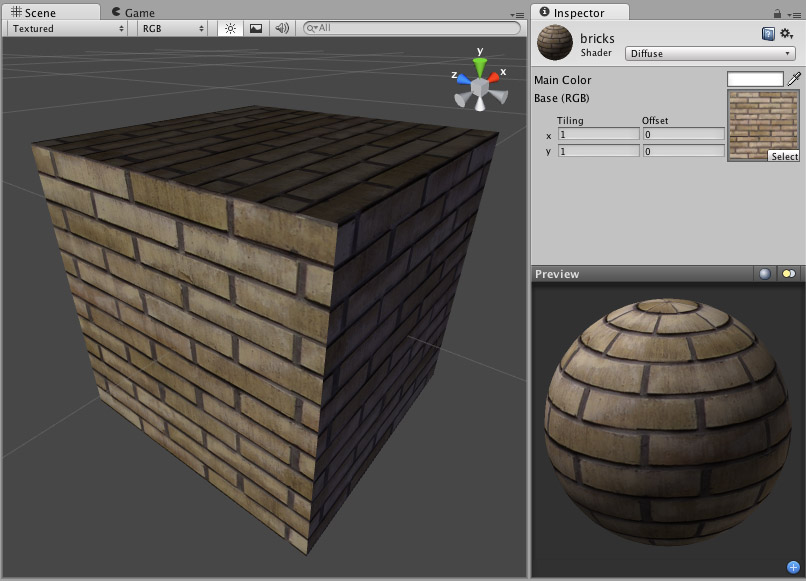 Scene
Game
Textured
RGB
All
y
x
z
Inspector
bricks
Shader
Diffuse
Main Color
Base (RGB)
Tiling
Offset
x
1
0
y
1
0
Select
Preview